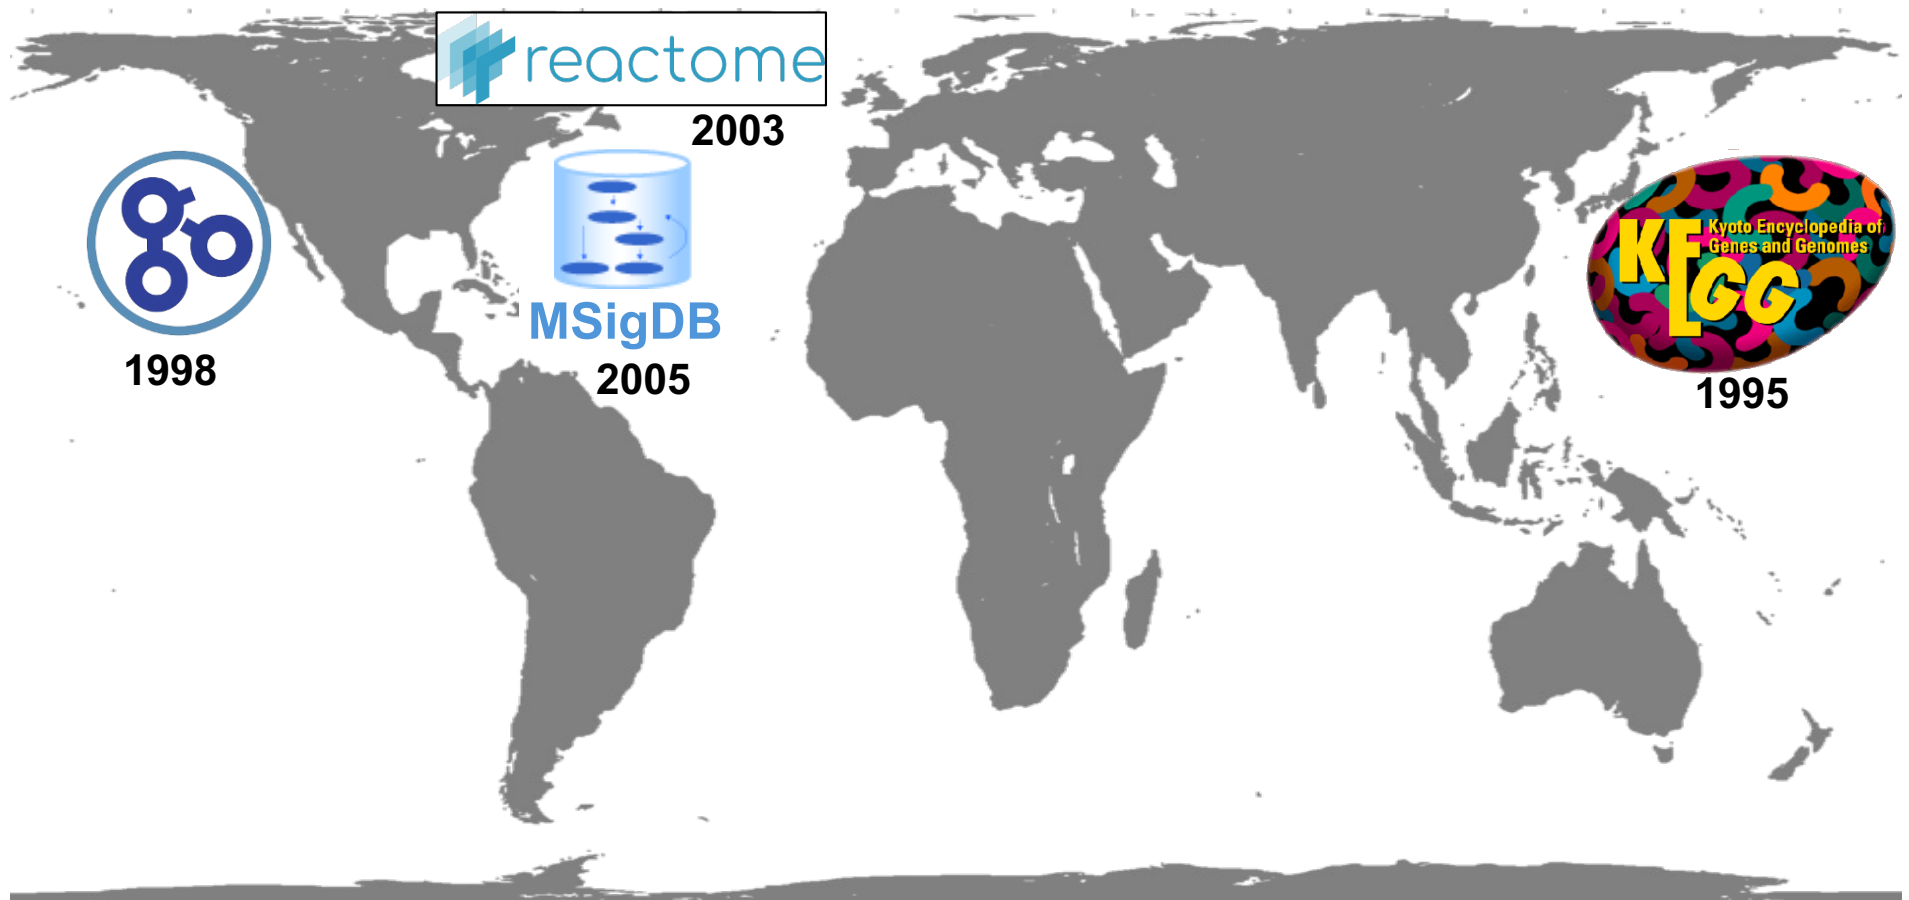 reactome
2003
MSigDB
2005
1998
KEGG
Kyoto Encyclopedia of
Genes and Genomes
1995